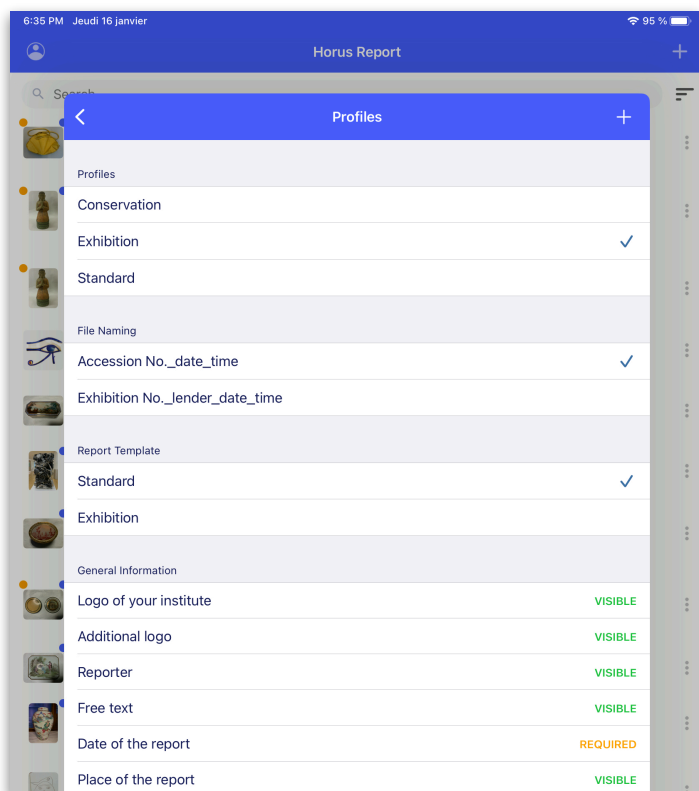 6:35 PM Jeudi 16 janvier 95 %
Horus Report
Search
Profiles
Profiles
Conservation
Exhibition
Standard
File Naming
Accession No._date_time
Exhibition No._lender_date_time
Report Template
Standard
Exhibition
General Information
Logo of your institute VISIBLE
Additional logo VISIBLE
Reporter VISIBLE
Free text VISIBLE
Date of the report REQUIRED
Place of the report VISIBLE